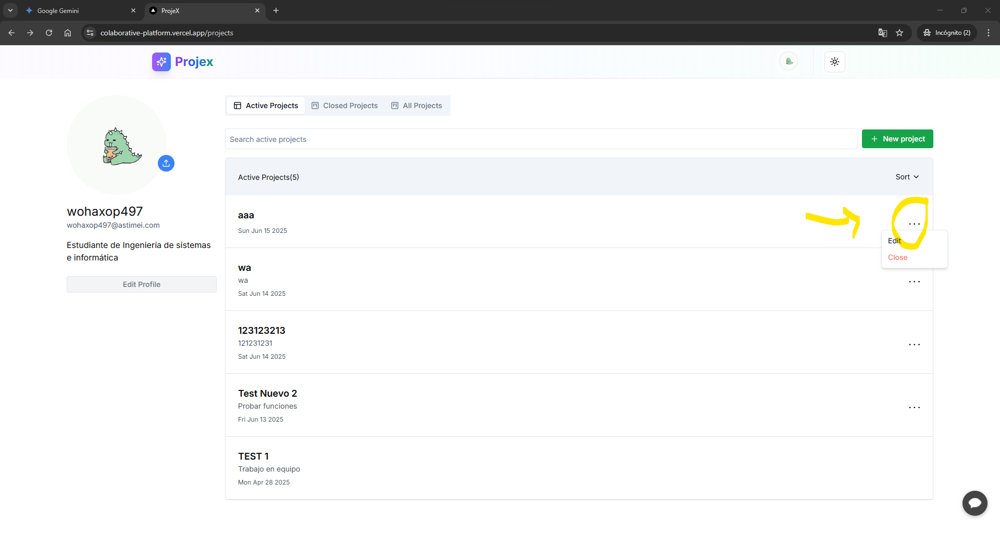 Google Gemini
ProjeX
colaborative-platform.vercel.app/projects
Incógnito (2)
Projex
Active Projects
Closed Projects
All Projects
Search active projects
New project
Active Projects(5)
Sort
aaa
Sun Jun 15 2025
...
Edit
Close
wohaxop497
wohaxop497@astimei.com
Estudiante de Ingeniería de sistemas
e informática
Edit Profile
wa
wa
Sat Jun 14 2025
...
123123213
121231231
Sat Jun 14 2025
...
Test Nuevo 2
Probar funciones
Fri Jun 13 2025
...
TEST 1
Trabajo en equipo
Mon Apr 28 2025